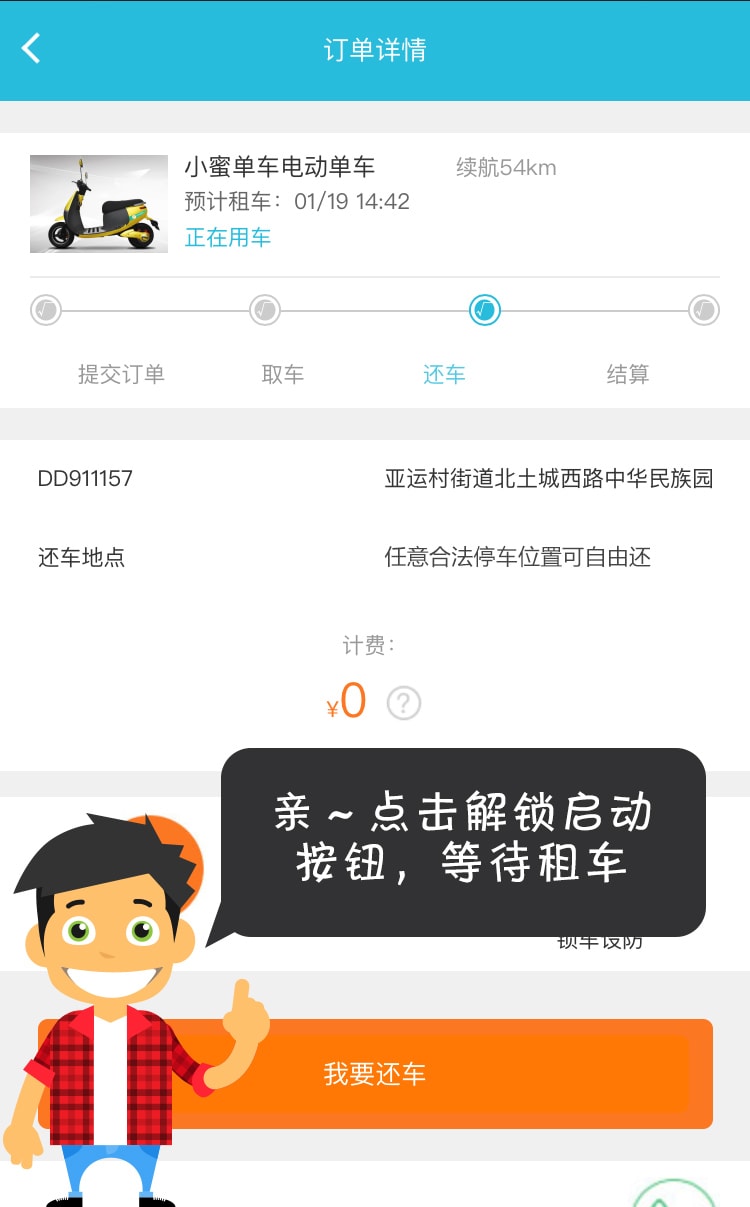 订单详情
小蜜单车电动单车 续航54km
预计租车：01/19 14:42
正在用车
提交订单 取车 还车 结算
DD911157 亚运村街道北土城西路中华民族园
还车地点 任意合法停车位置可自由还
计费：
¥0 ?
亲~点击解锁启动
按钮，等待租车
锁车设防
我要还车